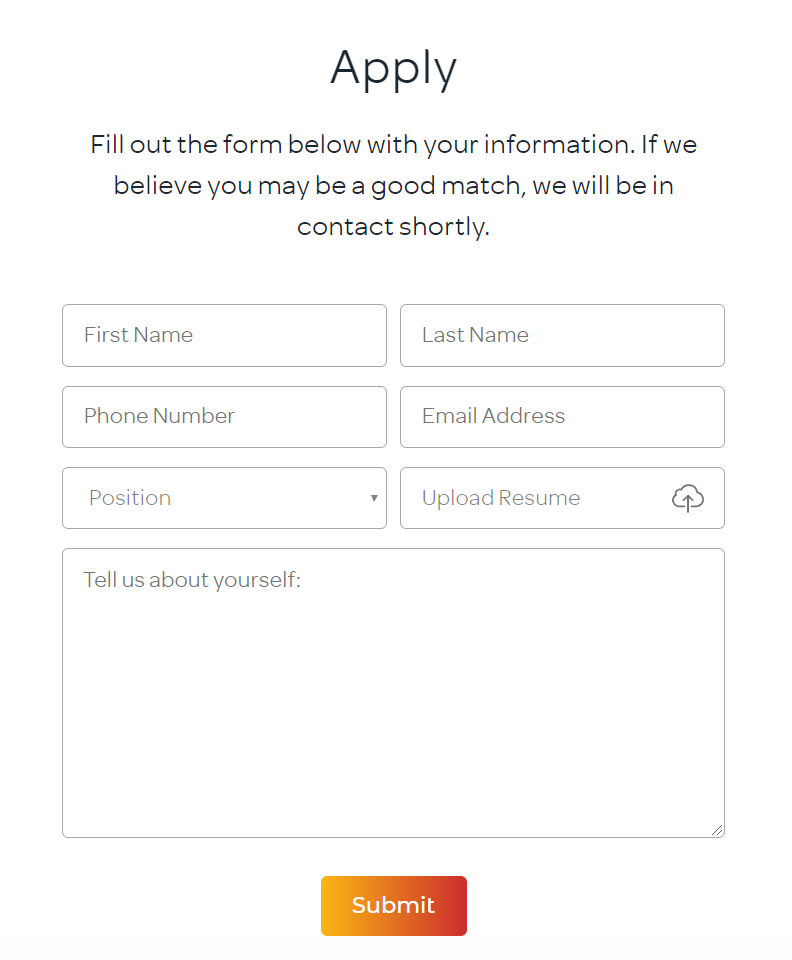 Apply
Fill out the form below with your information. If we
believe you may be a good match, we will be in
contact shortly.
First Name
Last Name
Phone Number
Email Address
Position
Upload Resume
Tell us about yourself:
Submit